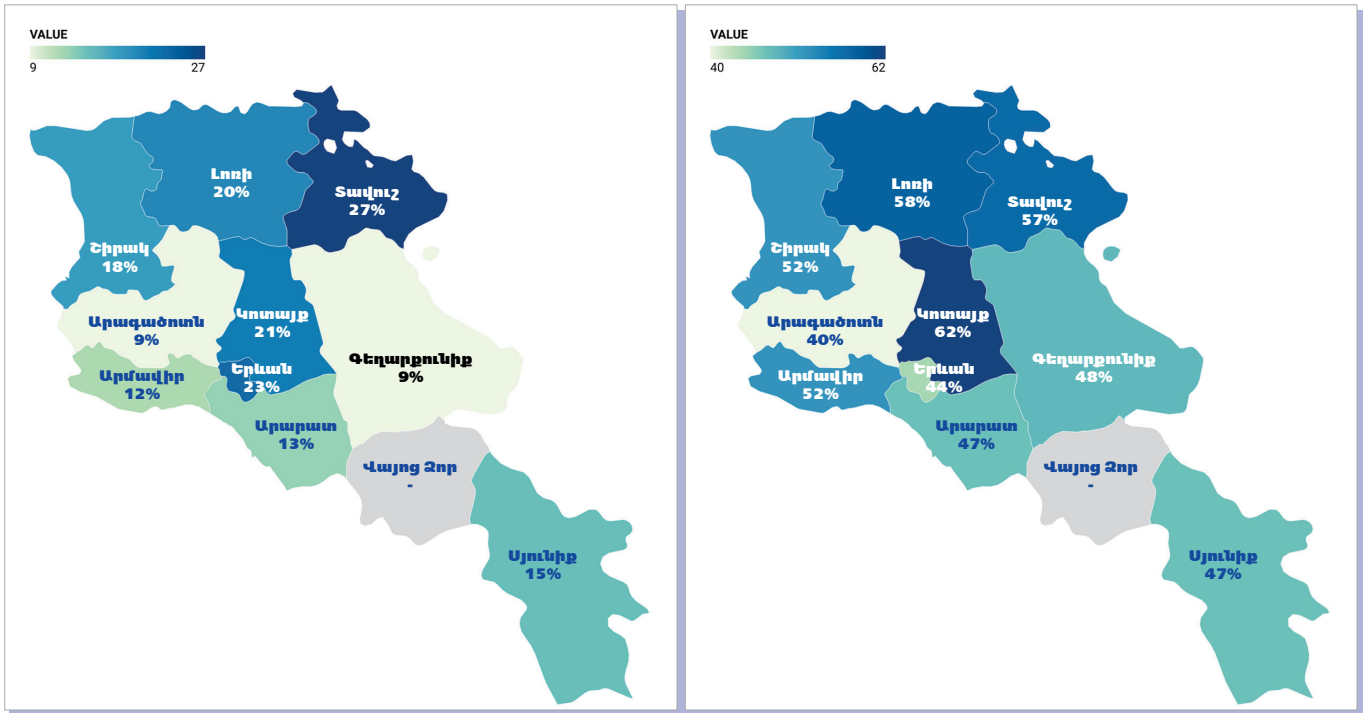 VALUE
9 27
Լոռի
20%
Տավուշ
27%
Շիրակ
18%
Արագածոտն
9%
Կոտայք
21%
Գեղարքունիք
9%
Երևան
23%
Արմավիր
12%
Արարատ
13%
Վայոց Ձոր
-
Սյունիք
15%
VALUE
40 62
Լոռի
58%
Տավուշ
57%
Շիրակ
52%
Արագածոտն
40%
Կոտայք
62%
Գեղարքունիք
48%
Երևան
44%
Արմավիր
52%
Արարատ
47%
Վայոց Ձոր
-
Սյունիք
47%